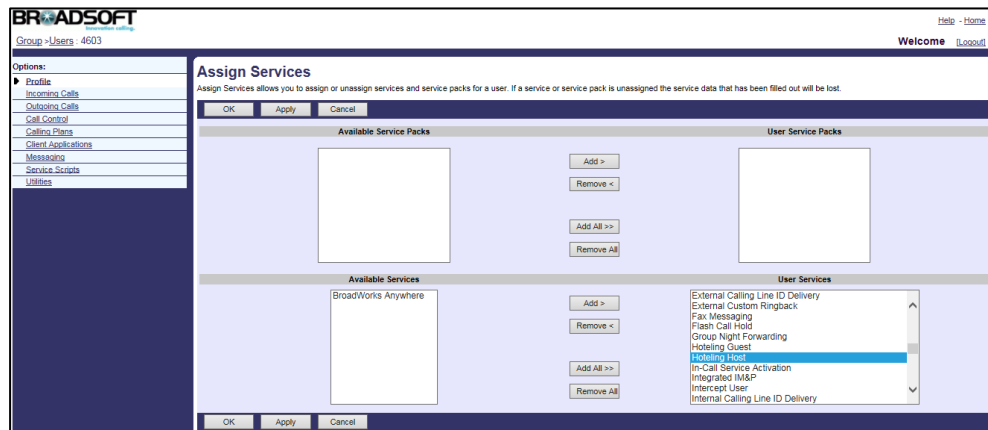 BROADSOFT
innovation calling.
Help - Home
Group >Users : 4603
Welcome [Logout]
Options:
Profile
Incoming Calls
Outgoing Calls
Call Control
Calling Plans
Client Applications
Messaging
Service Scripts
Utilities
Assign Services
Assign Services allows you to assign or unassign services and service packs for a user. If a service or service pack is unassigned the service data that has been filled out will be lost.
OK Apply Cancel
Available Service Packs User Service Packs
Add >
Remove <
Add All >>
Remove All
Available Services User Services
BroadWorks Anywhere
Add >
Remove <
Add All >>
Remove All
External Calling Line ID Delivery
External Custom Ringback
Fax Messaging
Flash Call Hold
Group Night Forwarding
Hoteling Guest
Hoteling Host
In-Call Service Activation
Integrated IM&P
Intercept User
Internal Calling Line ID Delivery
OK Apply Cancel